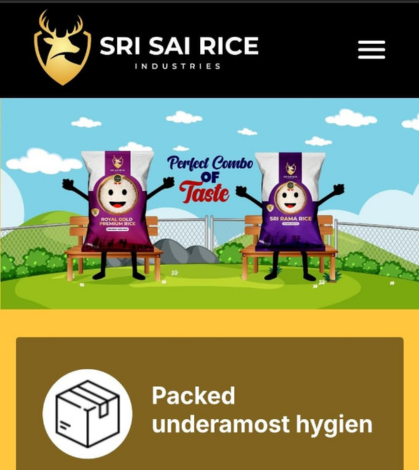 SRI SAI RICE
INDUSTRIES
Perfect Combo
OF
Taste
ROYAL GOLD
PREMIUM RICE
SRI RAMA RICE
Packed
underamost hygien